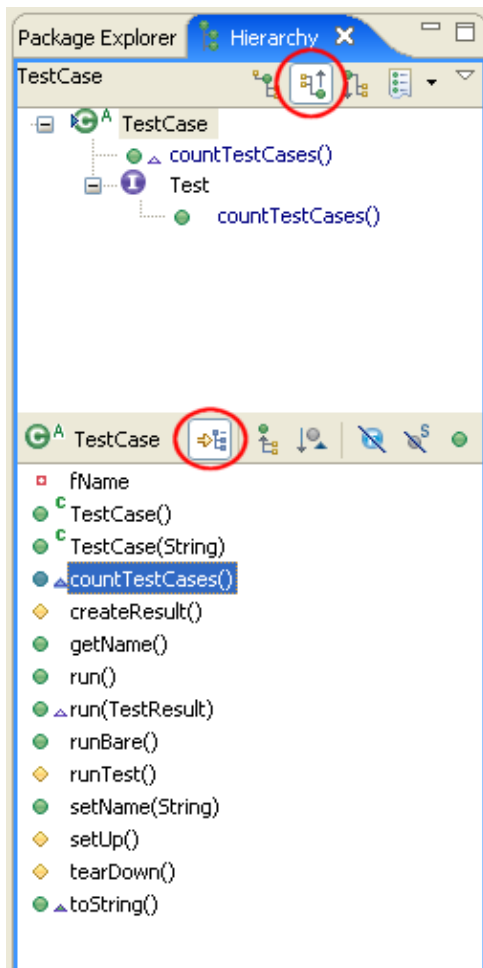 Package Explorer Hierarchy
TestCase
C A TestCase
countTestCases()
I Test
countTestCases()
C A TestCase S
fName
C TestCase()
C TestCase(String)
countTestCases()
createResult()
getName()
run()
run(TestResult)
runBare()
runTest()
setName(String)
setUp()
tearDown()
toString()